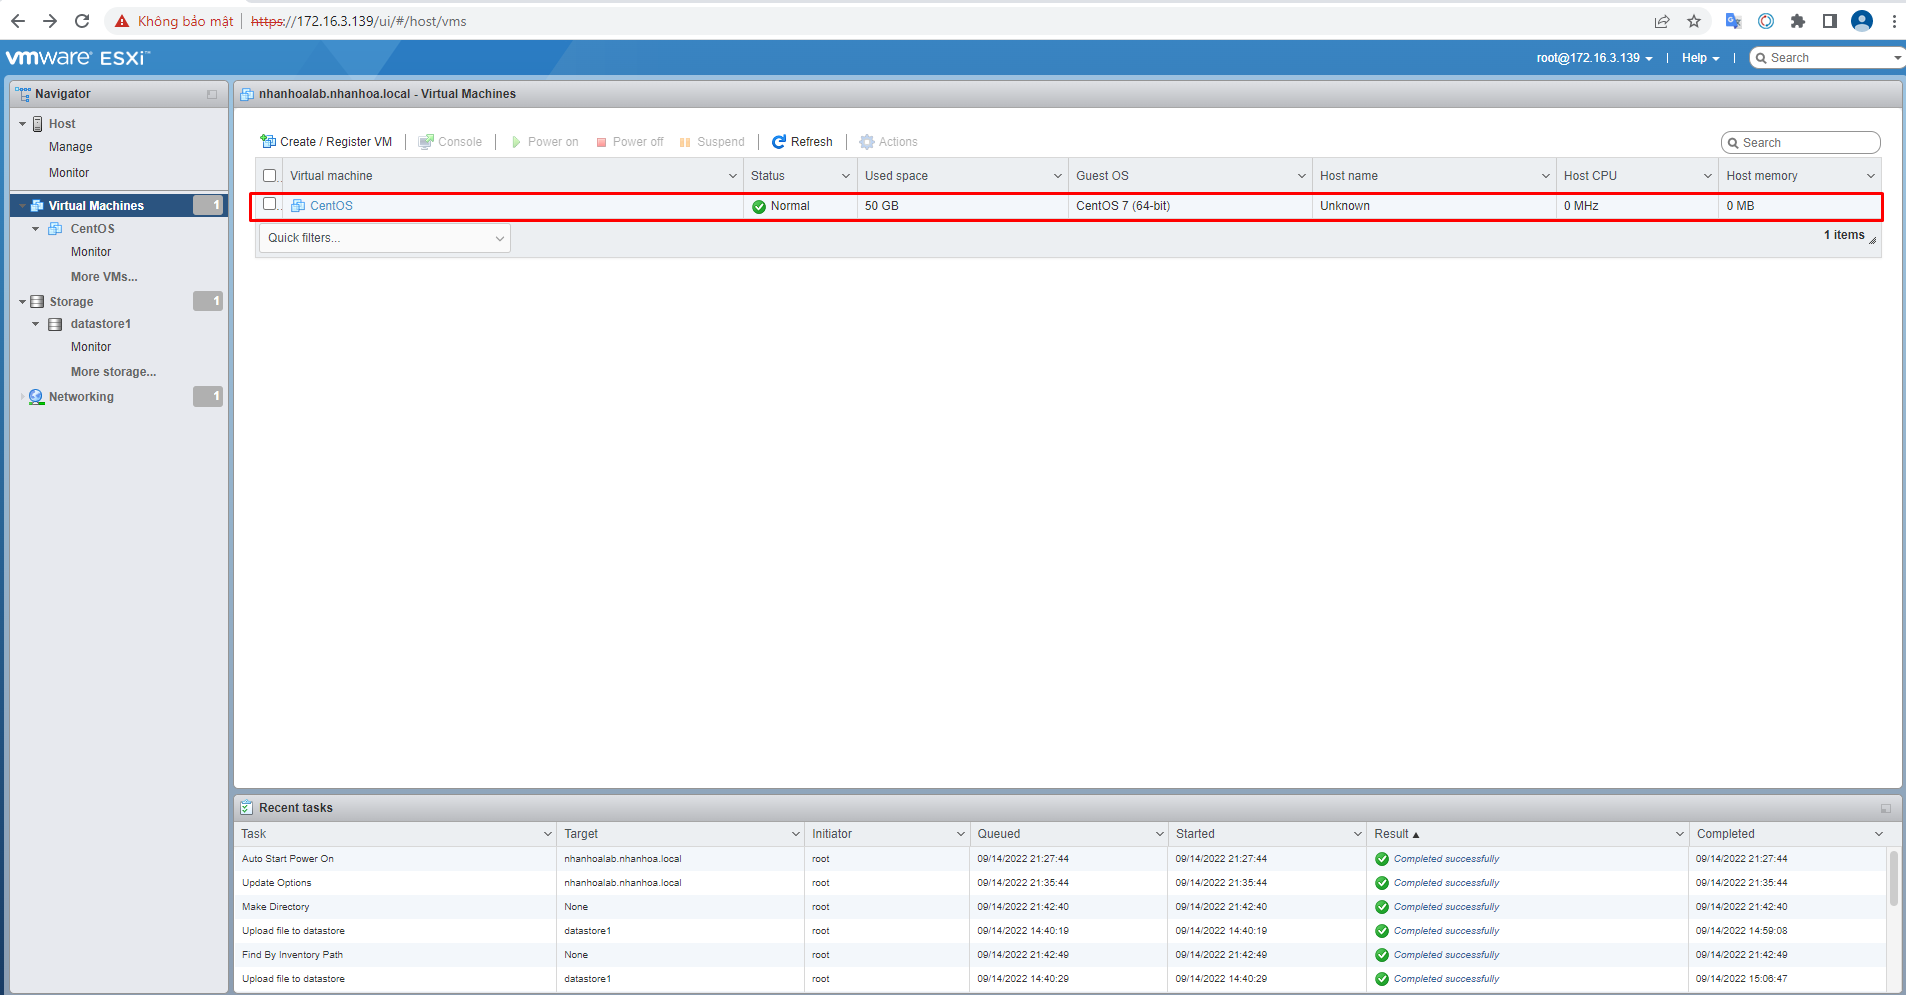 Không bảo mật https://172.16.3.139/ui/#/host/vms
vmware ESXi™
root@172.16.3.139 | Help | Search
Navigator
Host
Manage
Monitor
Virtual Machines 1
CentOS
Monitor
More VMs...
Storage 1
datastore1
Monitor
More storage...
Networking 1
nhanhoalab.nhanhoa.local - Virtual Machines
Create / Register VM | Console | Power on Power off Suspend | Refresh | Actions
Search
Virtual machine Status Used space Guest OS Host name Host CPU Host memory
CentOS Normal 50 GB CentOS 7 (64-bit) Unknown 0 MHz 0 MB
Quick filters...
1 items
Recent tasks
Task Target Initiator Queued Started Result Completed
Auto Start Power On nhanhoalab.nhanhoa.local root 09/14/2022 21:27:44 09/14/2022 21:27:44 Completed successfully 09/14/2022 21:27:44
Update Options nhanhoalab.nhanhoa.local root 09/14/2022 21:35:44 09/14/2022 21:35:44 Completed successfully 09/14/2022 21:35:44
Make Directory None root 09/14/2022 21:42:40 09/14/2022 21:42:40 Completed successfully 09/14/2022 21:42:40
Upload file to datastore datastore1 root 09/14/2022 14:40:19 09/14/2022 14:40:19 Completed successfully 09/14/2022 14:59:08
Find By Inventory Path None root 09/14/2022 21:42:49 09/14/2022 21:42:49 Completed successfully 09/14/2022 21:42:49
Upload file to datastore datastore1 root 09/14/2022 14:40:29 09/14/2022 14:40:29 Completed successfully 09/14/2022 15:06:47